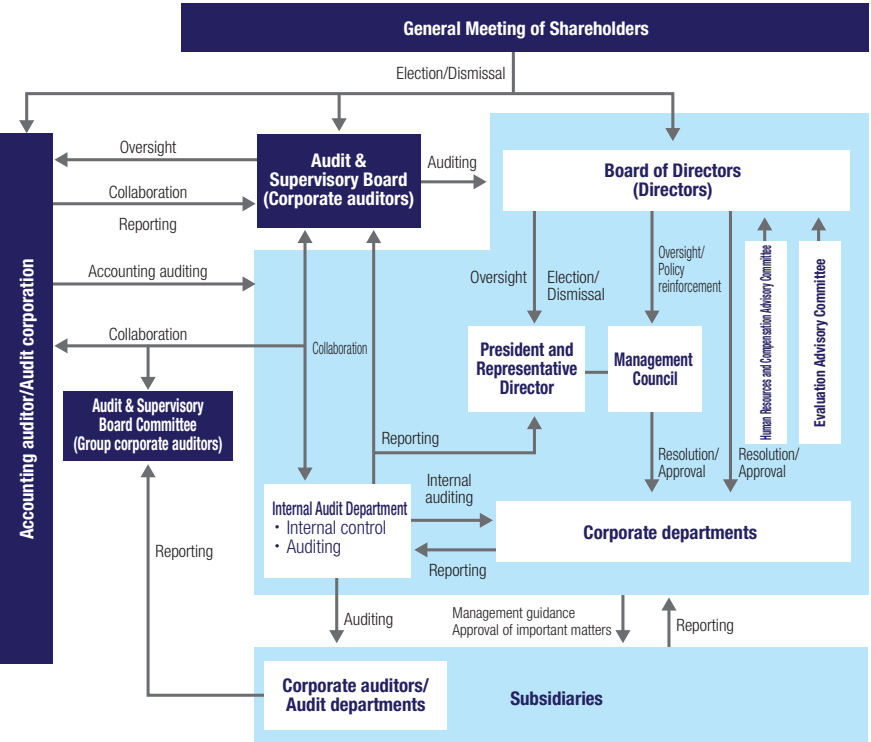 General Meeting of Shareholders
Election/Dismissal
Oversight
Collaboration
Reporting
Audit &
Supervisory Board
(Corporate auditors)
Auditing
Board of Directors
(Directors)
Accounting auditor/Audit corporation
Accounting auditing
Oversight
Election/
Dismissal
Oversight/
Policy
reinforcement
Human Resources and Compensation Advisory Committee
Evaluation Advisory Committee
Collaboration
Collaboration
President and
Representative
Director
Management
Council
Audit & Supervisory
Board Committee
(Group corporate auditors)
Reporting
Resolution/
Approval
Resolution/
Approval
Internal
auditing
Internal Audit Department
・Internal control
・Auditing
Corporate departments
Reporting
Reporting
Auditing
Management guidance
Approval of important matters
Reporting
Corporate auditors/
Audit departments
Subsidiaries